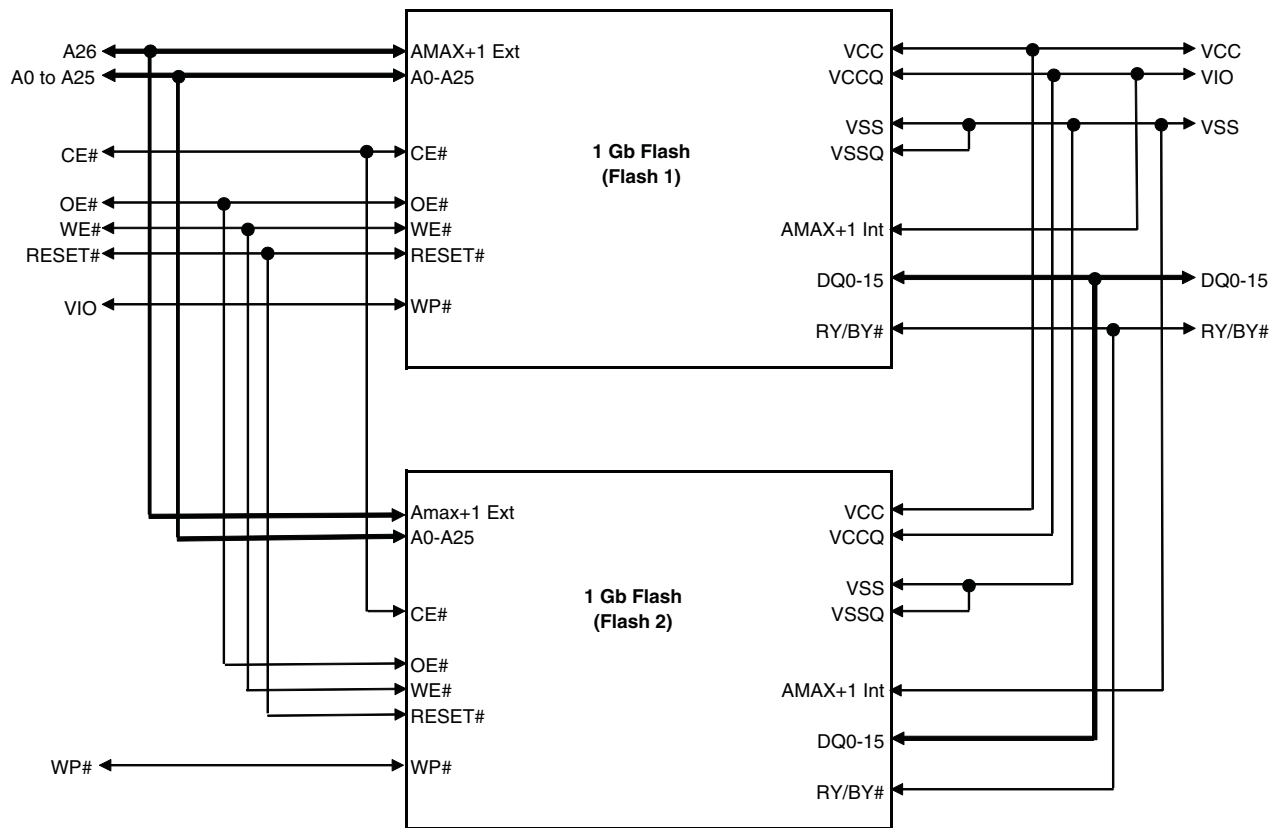 A26
A0 to A25
CE#
OE#
WE#
RESET#
VIO
AMAX+1 Ext
A0-A25
CE#
OE#
WE#
RESET#
WP#
1 Gb Flash
(Flash 1)
VCC
VCCQ
VSS
VSSQ
AMAX+1 Int
DQ0-15
RY/BY#
VCC
VIO
VSS
DQ0-15
RY/BY#
WP#
Amax+1 Ext
A0-A25
CE#
OE#
WE#
RESET#
WP#
1 Gb Flash
(Flash 2)
VCC
VCCQ
VSS
VSSQ
AMAX+1 Int
DQ0-15
RY/BY#